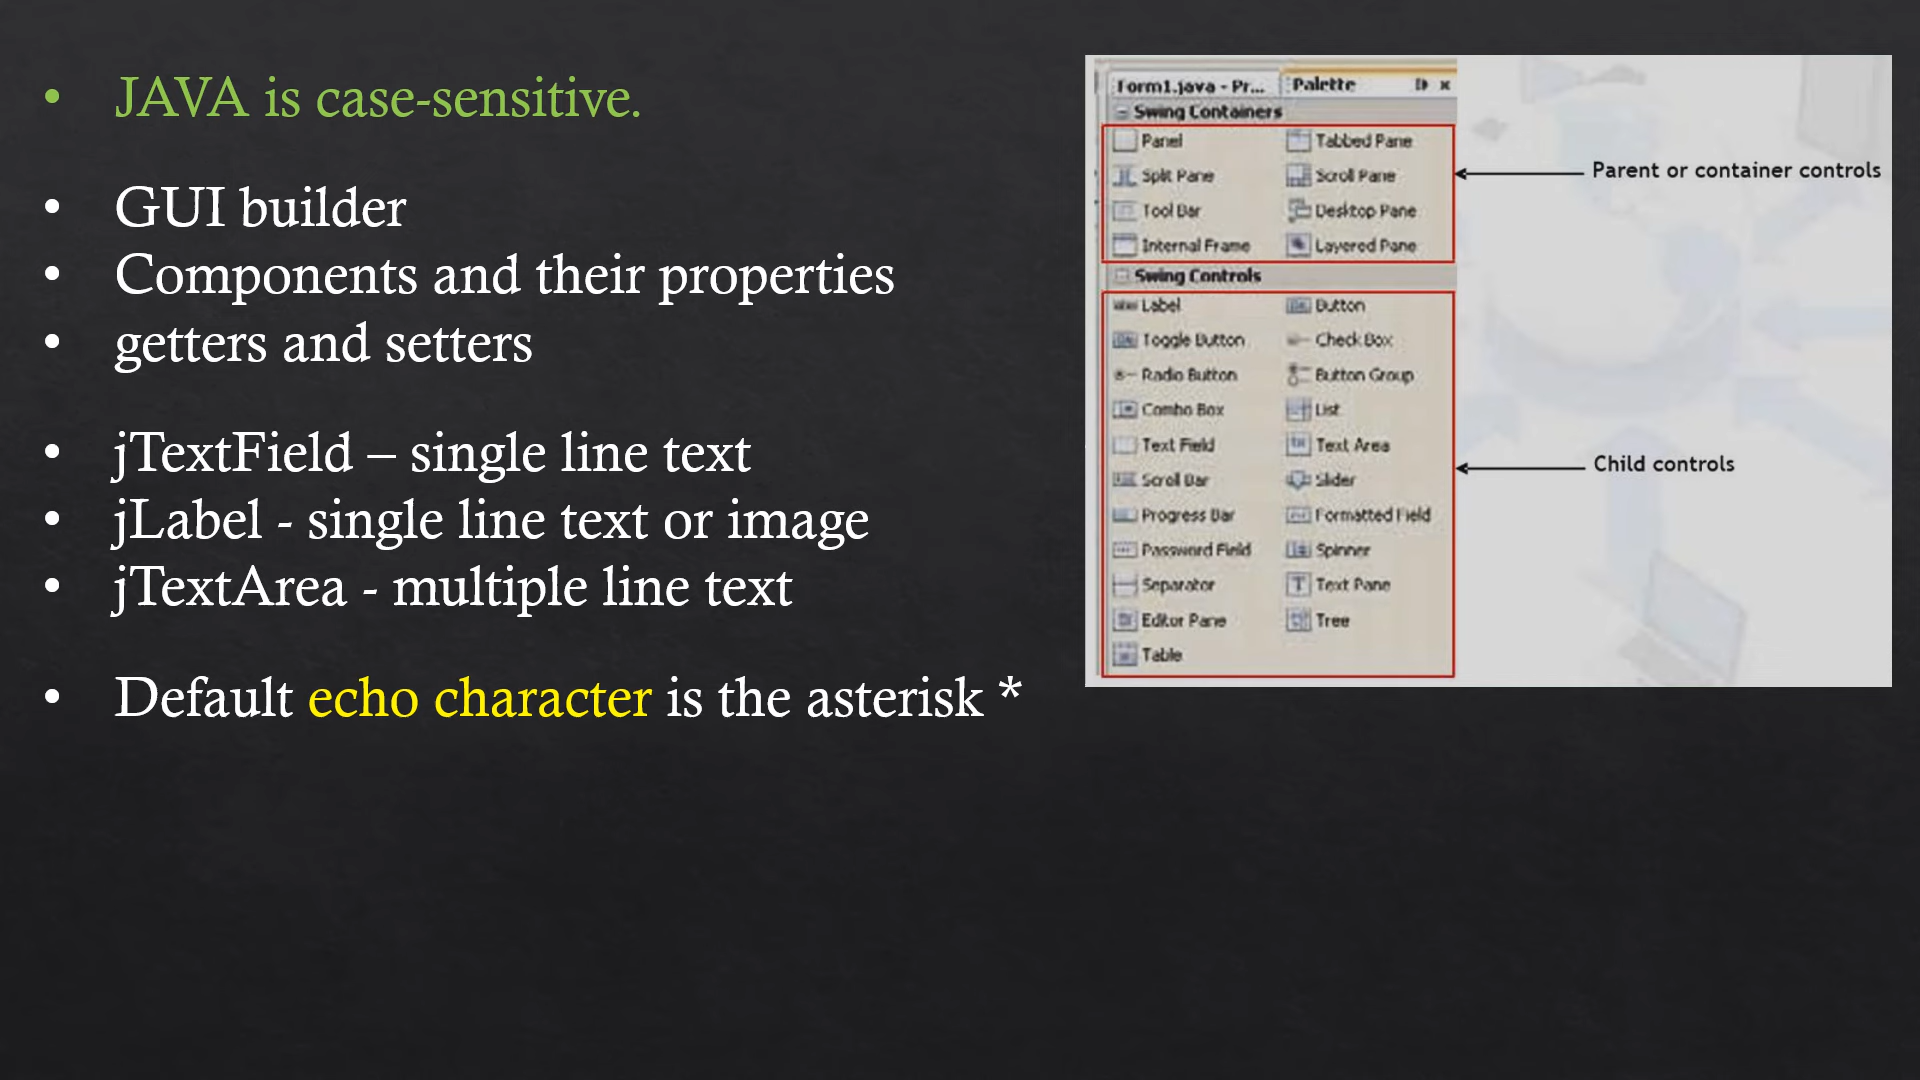 • JAVA is case-sensitive.
• GUI builder
• Components and their properties
• getters and setters
• jTextField – single line text
• jLabel - single line text or image
• jTextArea - multiple line text
• Default echo character is the asterisk *
Form1.java - Pr... Palette
Swing Containers
Panel Tabbed Pane
Split Pane Scroll Pane
Tool Bar Desktop Pane
Internal Frame Layered Pane
Parent or container controls
Swing Controls
Label Button
Toggle Button Check Box
Radio Button Button Group
Combo Box List
Text Field Text Area
Scroll Bar Slider
Progress Bar Formatted Field
Password Field Spinner
Separator Text Pane
Editor Pane Tree
Table
Child controls